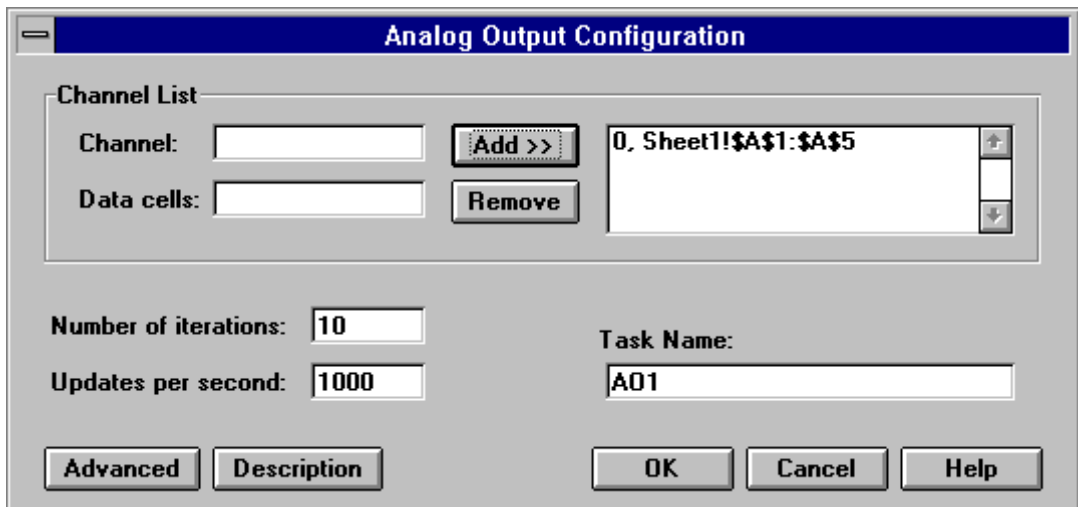 Analog Output Configuration
Channel List
Channel:
Add >>
0, Sheet1!$A$1:$A$5
Data cells:
Remove
Number of iterations: 10
Task Name:
Updates per second: 1000
AO1
Advanced Description OK Cancel Help